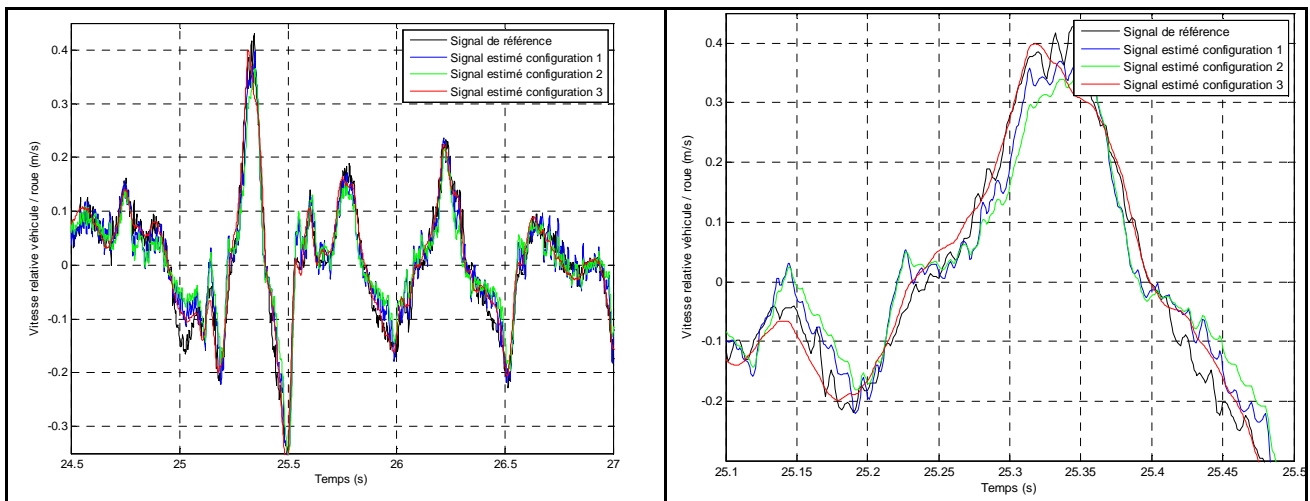 0.4
0.3
0.2
0.1
0
-0.1
-0.2
-0.3
24.5
25
25.5
26
26.5
27
Temps (s)
Vitesse relative véhicule / roue (m/s)
Signal de référence
Signal estimé configuration 1
Signal estimé configuration 2
Signal estimé configuration 3
0.4
0.3
0.2
0.1
0
-0.1
-0.2
25.1
25.15
25.2
25.25
25.3
25.35
25.4
25.45
25.5
Temps (s)
Vitesse relative véhicule / roue (m/s)
Signal de référence
Signal estimé configuration 1
Signal estimé configuration 2
Signal estimé configuration 3